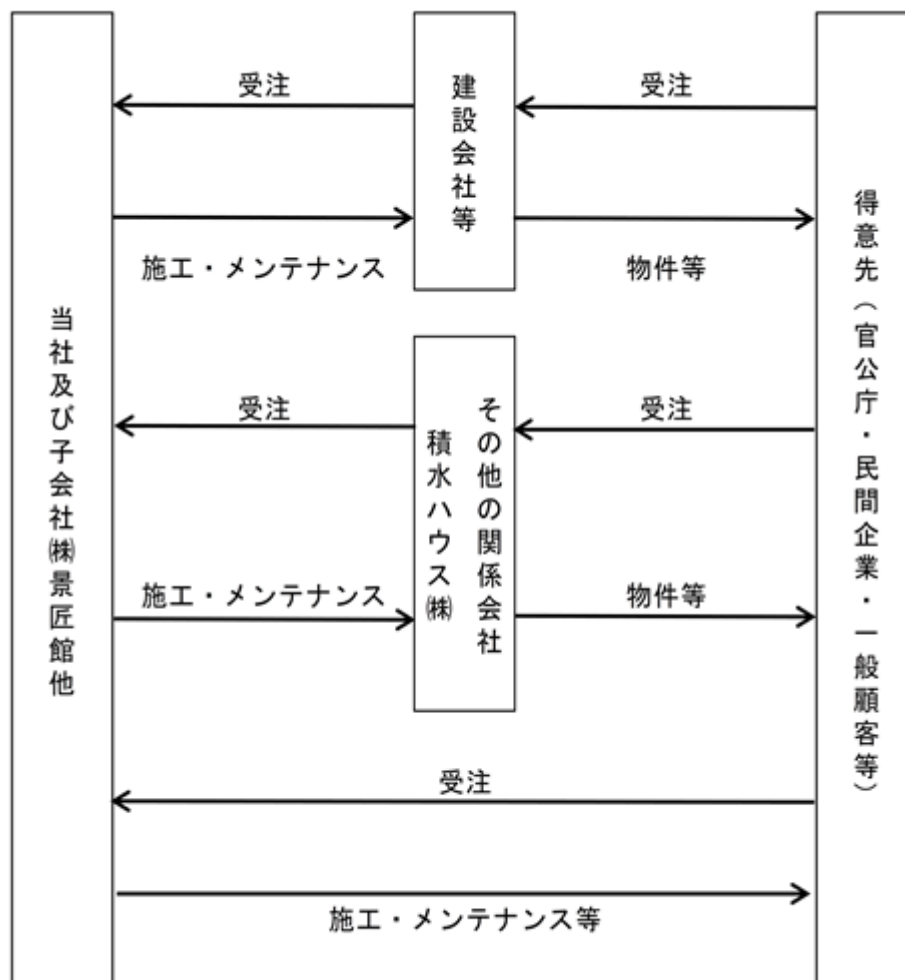 当社及び子会社㈱景匠館他
受注
建設会社等
受注
施工・メンテナンス
物件等
受注
その他の関係会社
積水ハウス㈱
受注
施工・メンテナンス
物件等
受注
施工・メンテナンス等
得意先（官公庁・民間企業・一般顧客等）